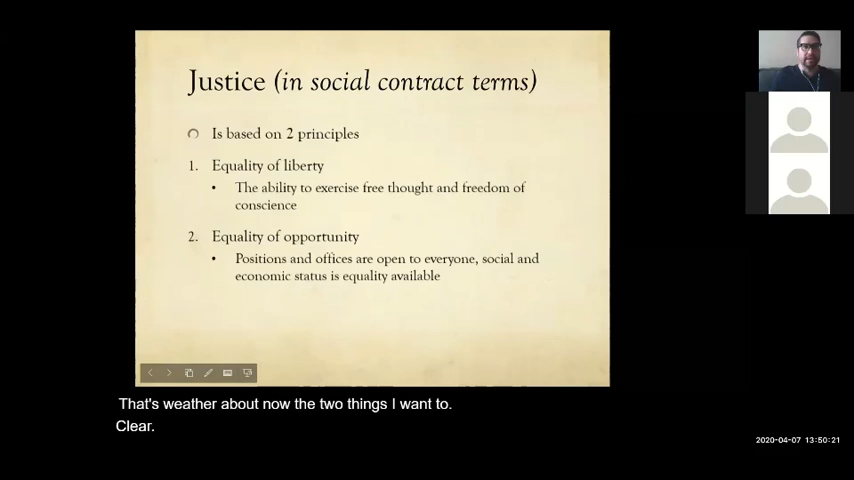 Justice (in social contract terms)
Is based on 2 principles
1. Equality of liberty
• The ability to exercise free thought and freedom of
conscience
2. Equality of opportunity
• Positions and offices are open to everyone, social and
economic status is equality available
That's weather about now the two things I want to.
Clear.
2020-04-07 13:50:21